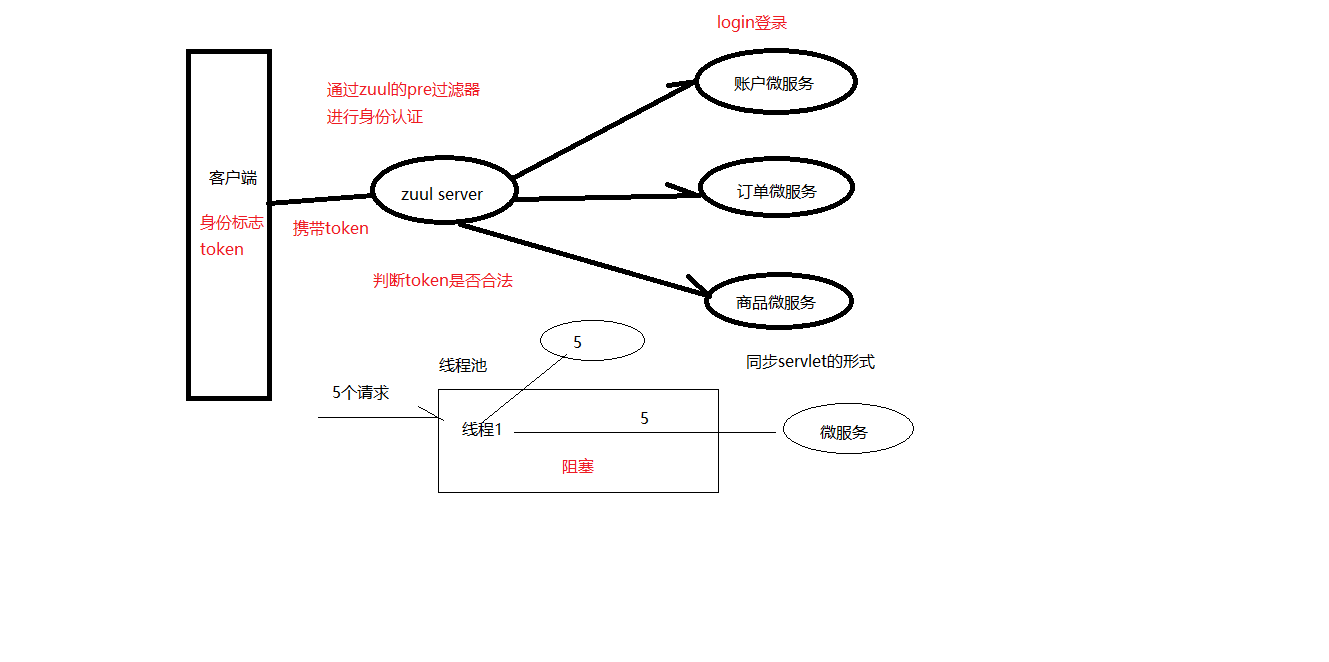 login登录
账户微服务
通过zuul的pre过滤器
进行身份认证
客户端
zuul server
订单微服务
身份标志
token
携带token
判断token是否合法
商品微服务
5
线程池
同步servlet的形式
5个请求
线程1
5
微服务
阻塞